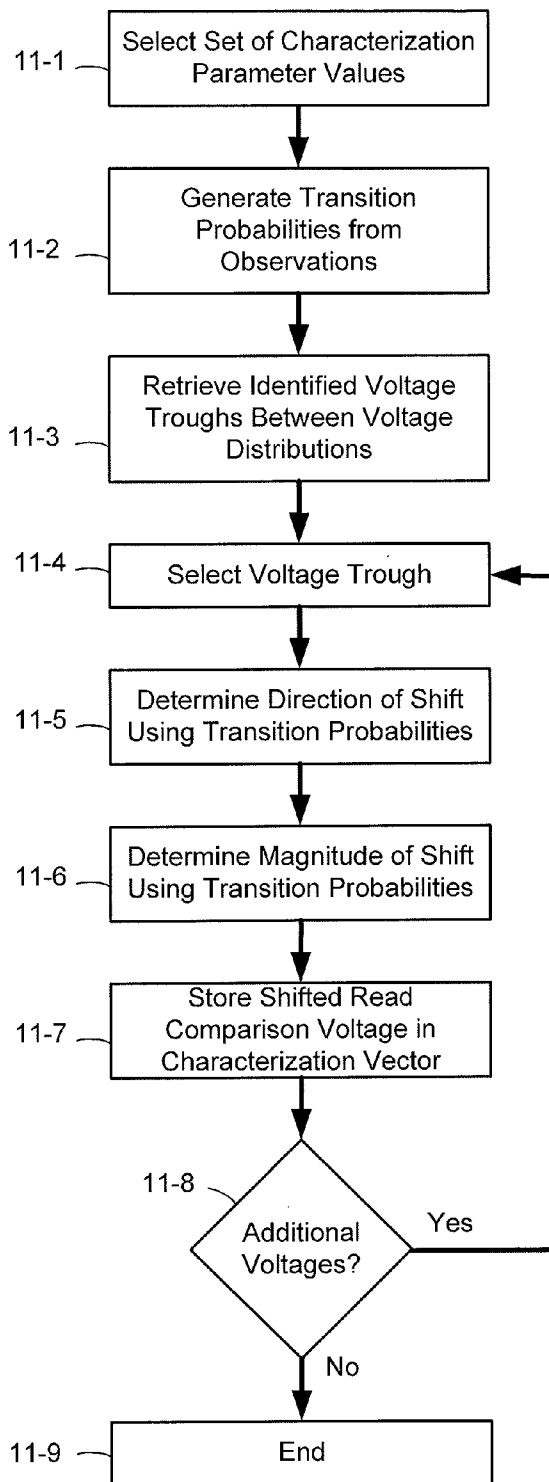 11-1
Select Set of Characterization
Parameter Values
11-2
Generate Transition
Probabilities from
Observations
11-3
Retrieve Identified Voltage
Troughs Between Voltage
Distributions
11-4
Select Voltage Trough
11-5
Determine Direction of Shift
Using Transition Probabilities
11-6
Determine Magnitude of Shift
Using Transition Probabilities
11-7
Store Shifted Read
Comparison Voltage in
Characterization Vector
11-8
Additional
Voltages?
Yes
No
11-9
End